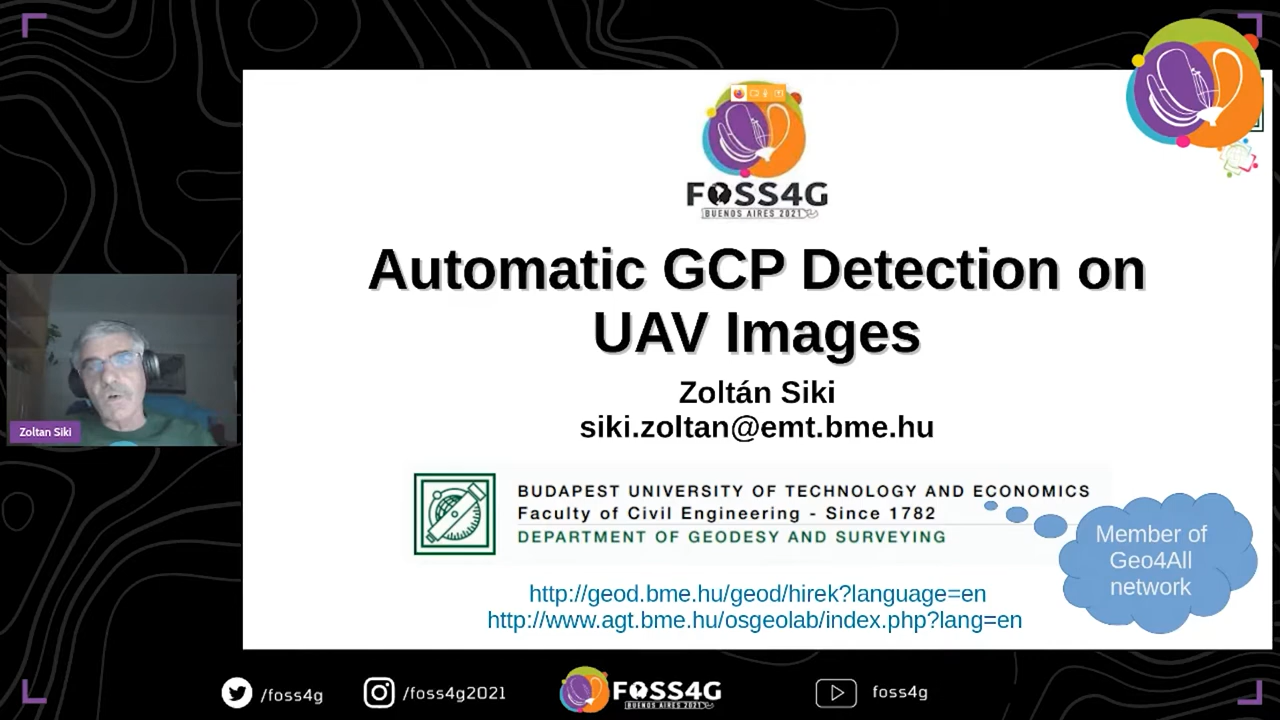 FOSS4G
BUENOS AIRES 2021
Automatic GCP Detection on
UAV Images
Zoltán Siki
siki.zoltan@emt.bme.hu
Zoltan Siki
BUDAPEST UNIVERSITY OF TECHNOLOGY AND ECONOMICS
Faculty of Civil Engineering - Since 1782
DEPARTMENT OF GEODESY AND SURVEYING
Member of
Geo4All
network
http://geod.bme.hu/geod/hirek?language=en
http://www.agt.bme.hu/osgeolab/index.php?lang=en
/foss4g
/foss4g2021
FOSS4G
BUENOS AIRES 2021
foss4g